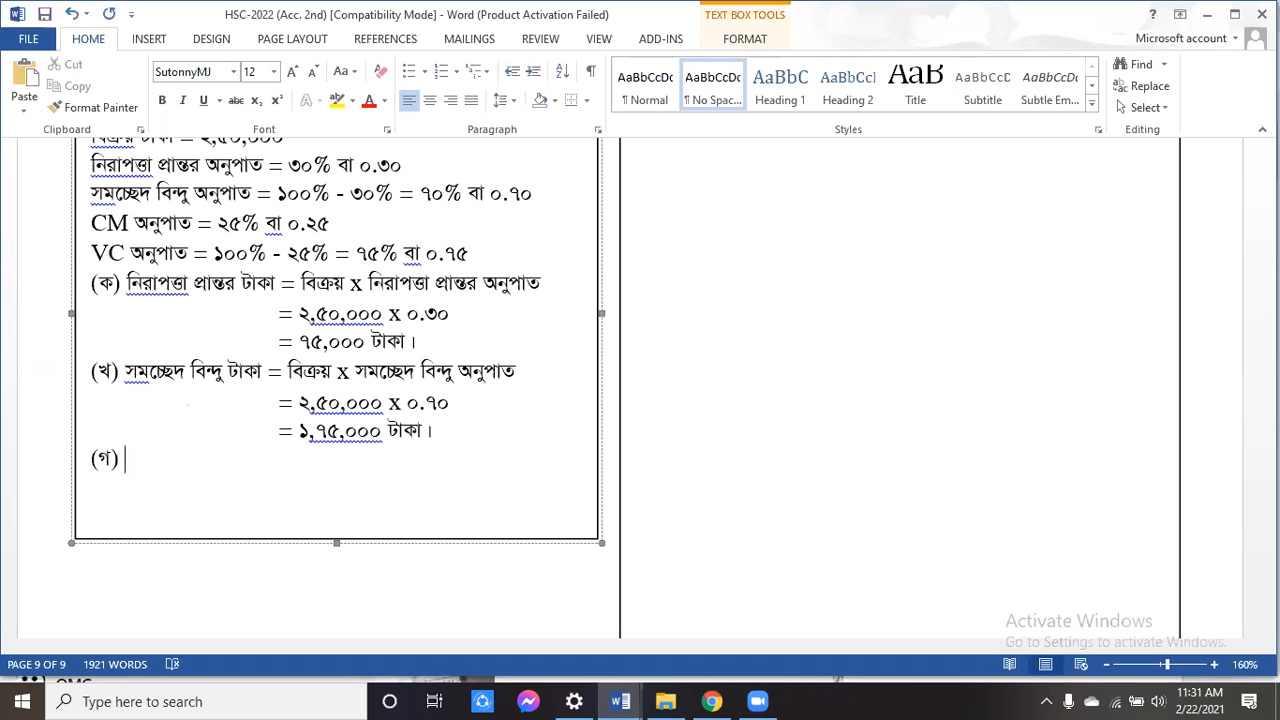 HSC-2022 (Acc. 2nd) [Compatibility Mode] - Word (Product Activation Failed)
TEXT BOX TOOLS
FILE HOME INSERT DESIGN PAGE LAYOUT REFERENCES MAILINGS REVIEW VIEW ADD-INS FORMAT Microsoft account
Cut
Copy
Format Painter
Paste
SutonnyMJ 12
AaBbCcDc AaBbCcDc AaBbC AaBbCcI AaB AaBbCcDc AaBbCcDc
¶ Normal ¶ No Spac... Heading Heading 2 Title Subtitle Subtle Em...
Find
Replace
Select
Clipboard Font Paragraph Styles Editing
বিক্রয় টাকা = ২,৫০,০০০
নিরাপত্তা প্রান্তর অনুপাত = ৩০% বা ০.৩০
সমচ্ছেদ বিন্দু অনুপাত = ১০০% - ৩০% = ৭০% বা ০.৭০
CM অনুপাত = ২৫% বা ০.২৫
VC অনুপাত = ১০০% - ২৫% = ৭৫% বা ০.৭৫
(ক) নিরাপত্তা প্রান্তর টাকা = বিক্রয় x নিরাপত্তা প্রান্তর অনুপাত
= ২,৫০,০০০ x ০.৩০
= ৭৫,০০০ টাকা।
(খ) সমচ্ছেদ বিন্দু টাকা = বিক্রয় x সমচ্ছেদ বিন্দু অনুপাত
= ২,৫০,০০০ x ০.৭০
= ১,৭৫,০০০ টাকা।
(গ)
Activate Windows
Go to Settings to activate Windows.
PAGE 9 OF 9 1921 WORDS 160%
Type here to search
11:31 AM
2/22/2021